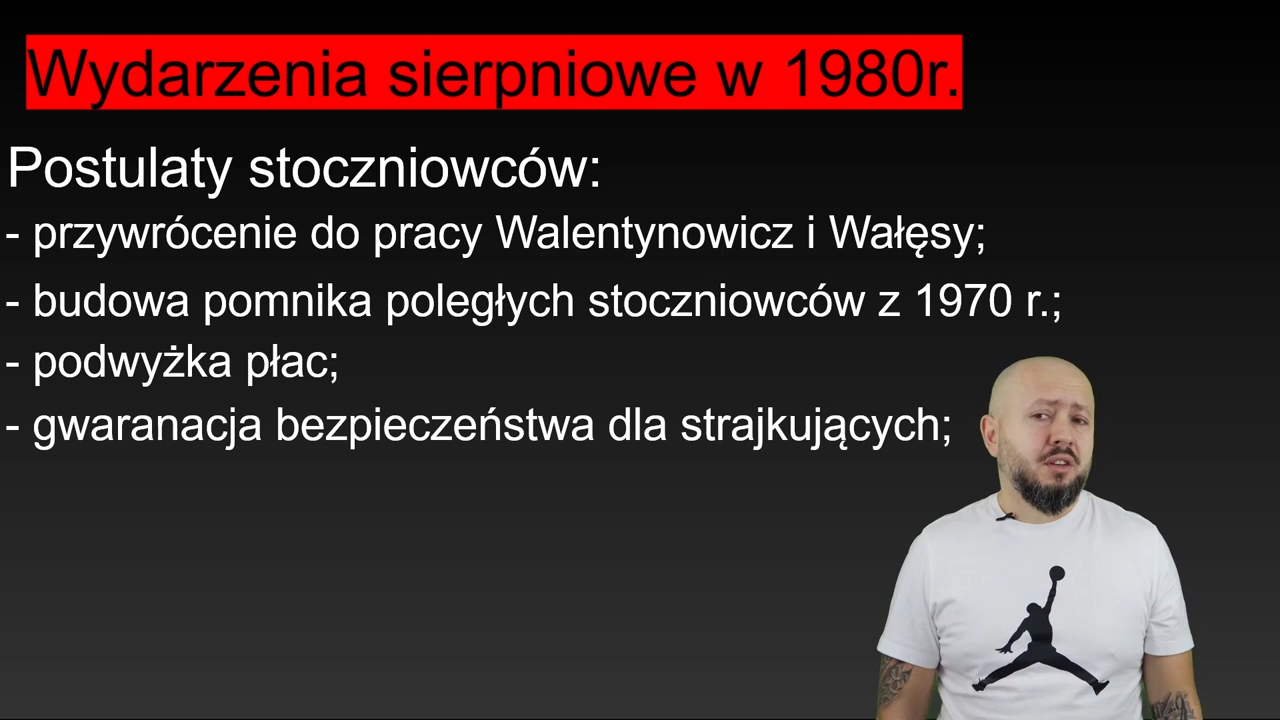 Wydarzenia sierpniowe w 1980r.
Postulaty stoczniowców:
- przywrócenie do pracy Walentynowicz i Wałęsy;
- budowa pomnika poległych stoczniowców z 1970 r.;
- podwyżka płac;
- gwaranacja bezpieczeństwa dla strajkujących;